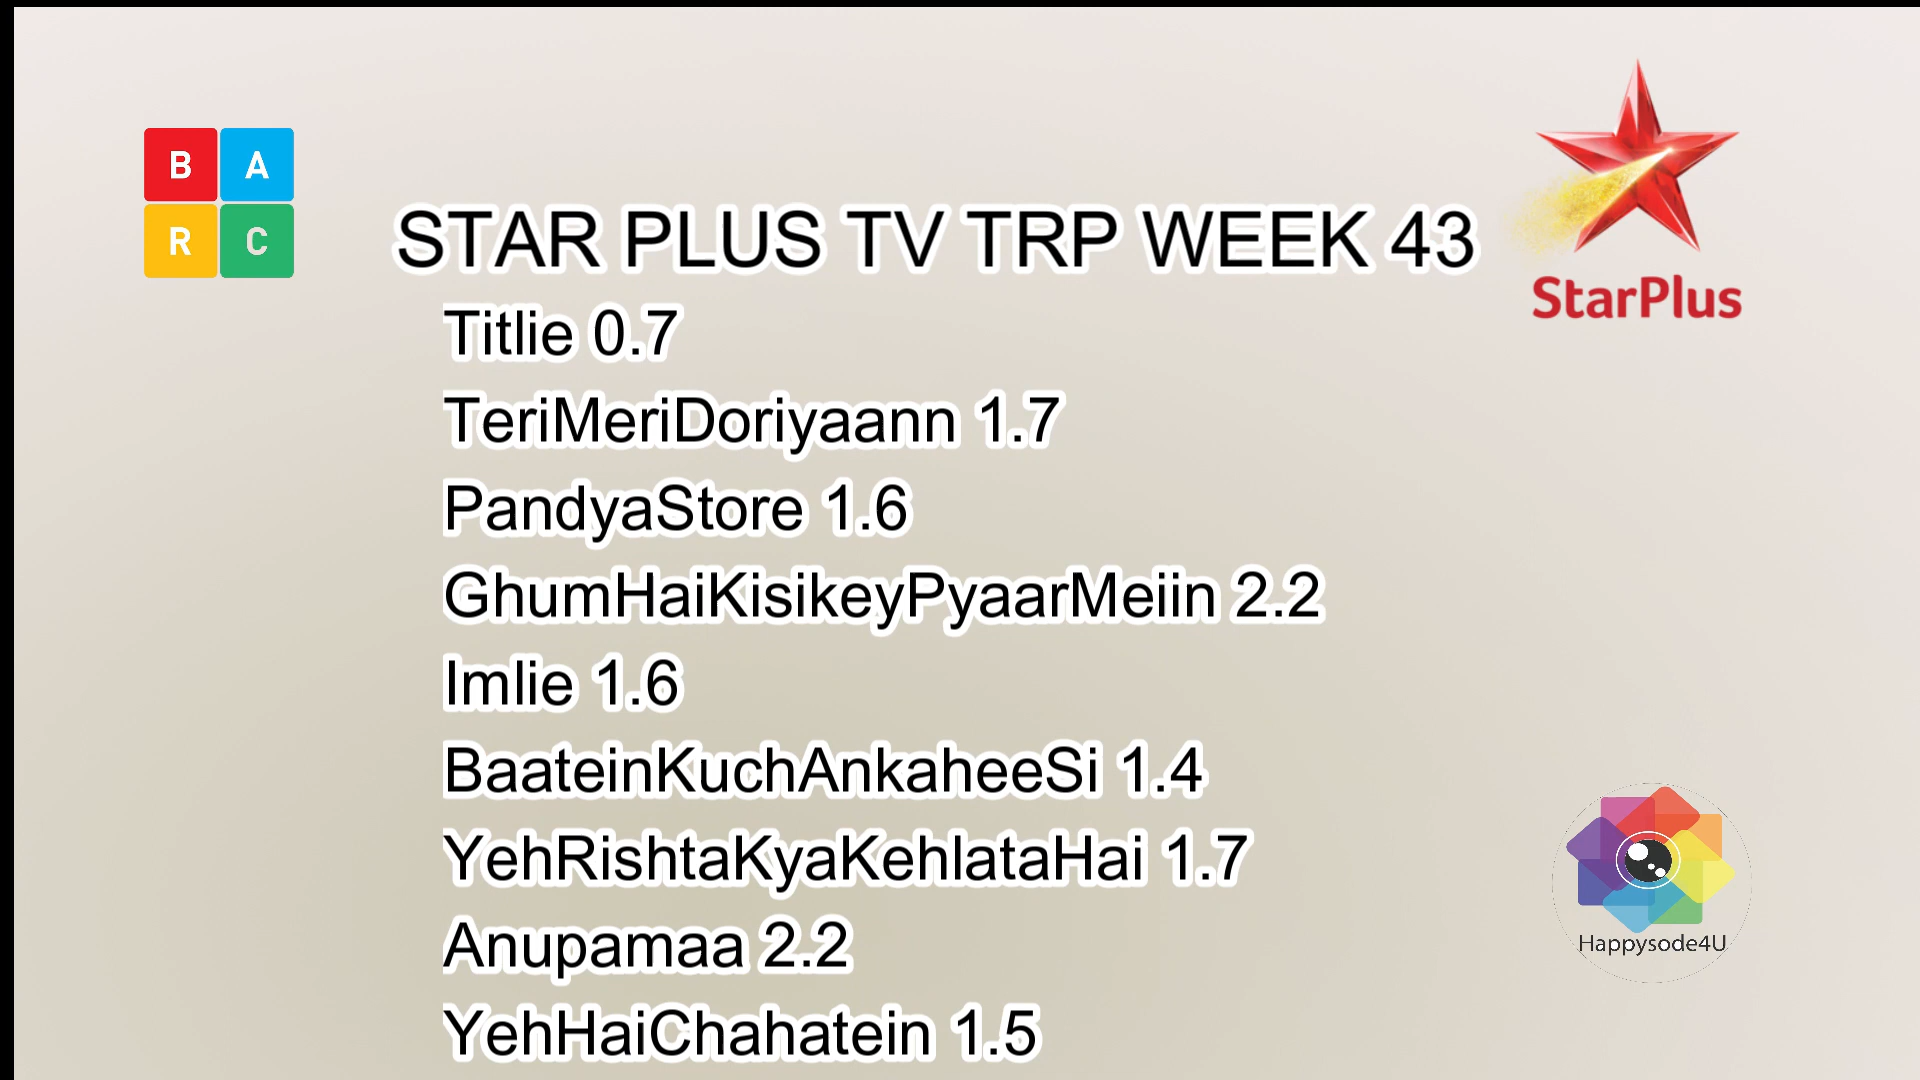 B A
R C
STAR PLUS TV TRP WEEK 43
StarPlus
Titlie 0.7
TeriMeriDoriyaann 1.7
PandyaStore 1.6
GhumHaiKisikeyPyaarMeiin 2.2
Imlie 1.6
BaateinKuchAnkaheeSi 1.4
YehRishtaKyaKehlataHai 1.7
Anupamaa 2.2
YehHaiChahatein 1.5
Happysode4U